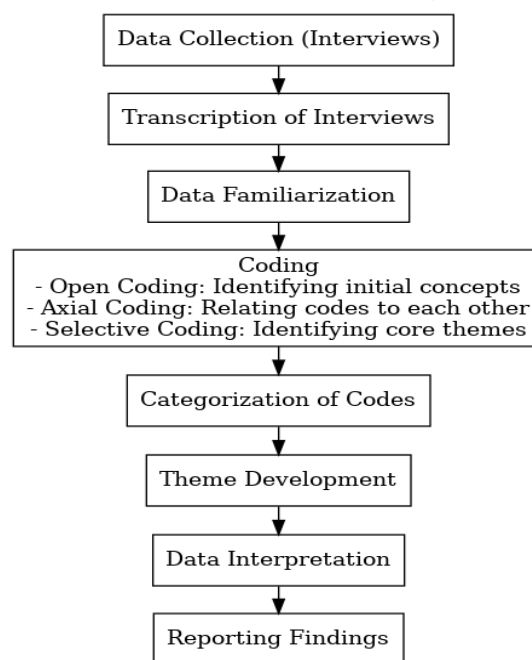 Data Collection (Interviews)
Transcription of Interviews
Data Familiarization
Coding
- Open Coding: Identifying initial concepts
- Axial Coding: Relating codes to each other
- Selective Coding: Identifying core themes
Categorization of Codes
Theme Development
Data Interpretation
Reporting Findings